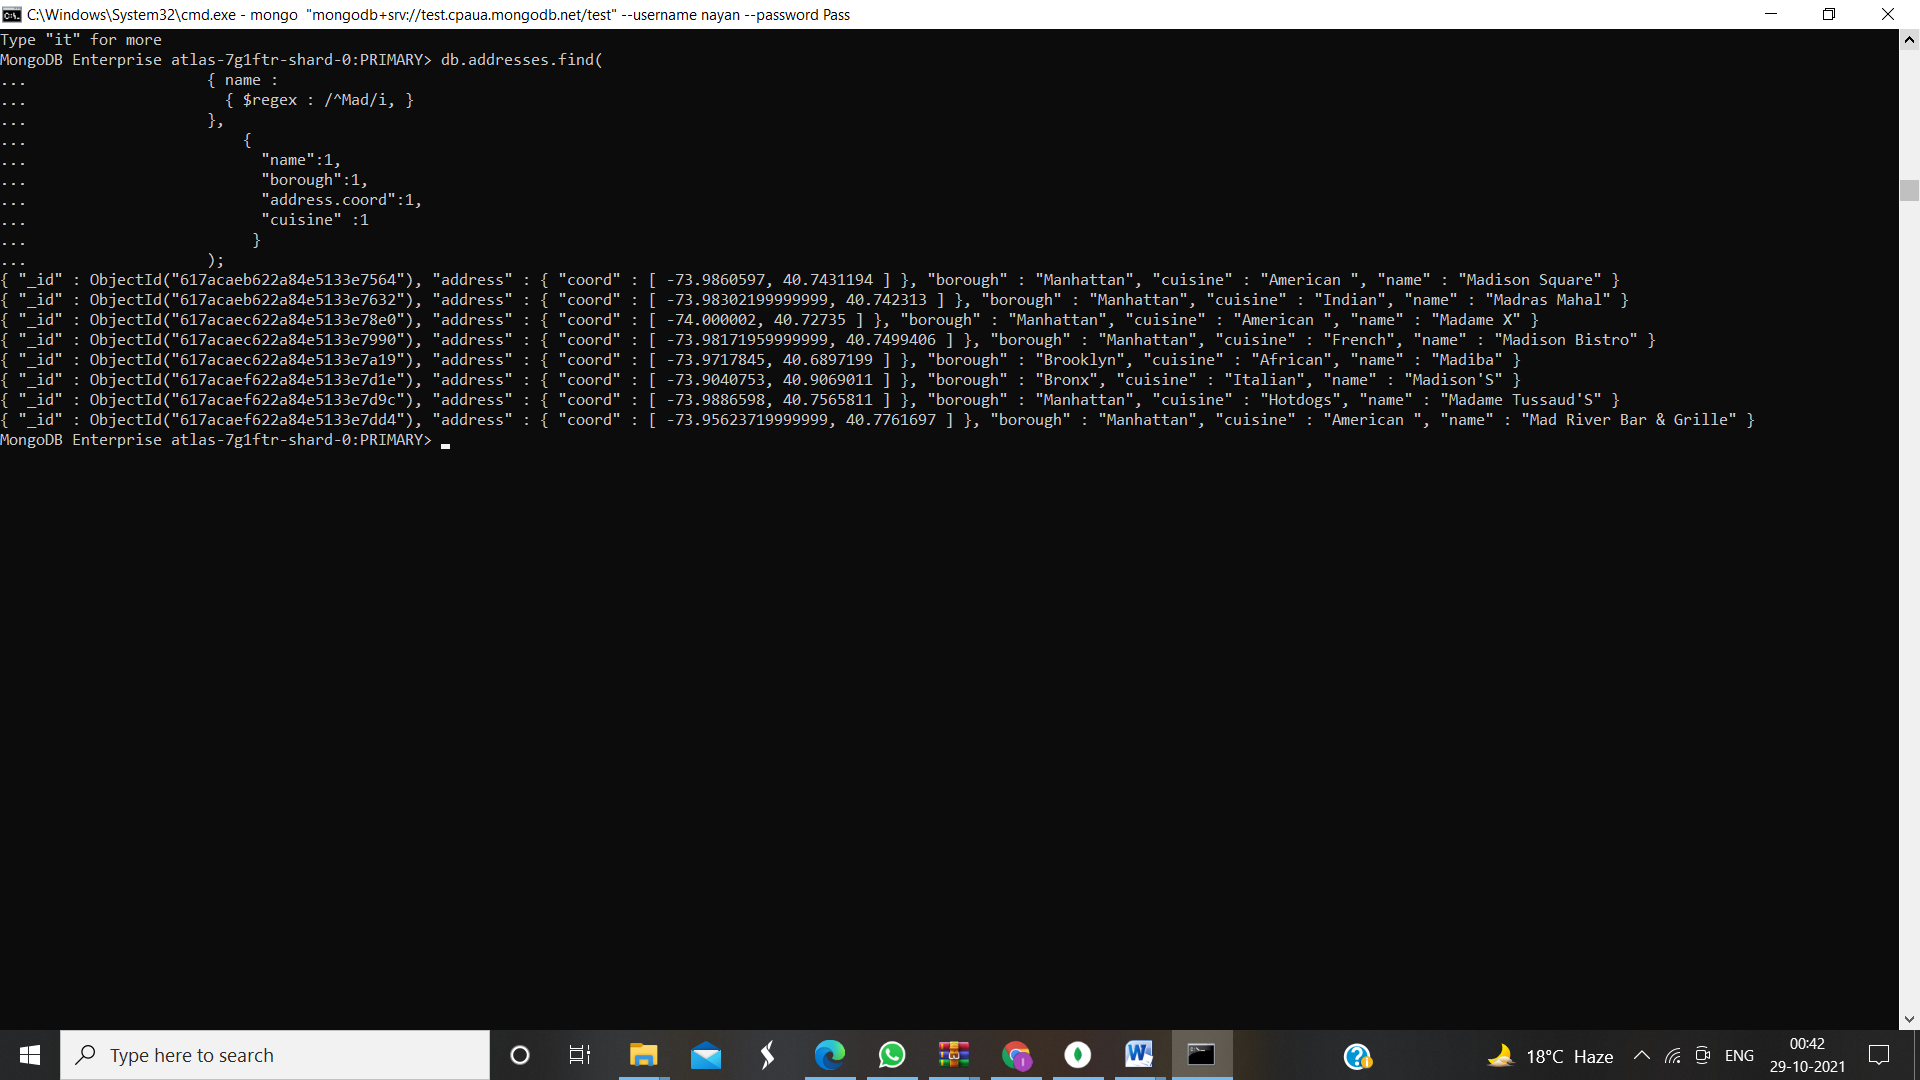 C:\Windows\System32\cmd.exe - mongo  "mongodb+srv://test.cpaua.mongodb.net/test" --username nayan --password Pass
Type "it" for more
MongoDB Enterprise atlas-7g1ftr-shard-0:PRIMARY> db.addresses.find(
...                    { name :
...                      { $regex : /^Mad/i, }
...                    },
...                        {
...                          "name":1,
...                          "borough":1,
...                          "address.coord":1,
...                          "cuisine" :1
...                         }
...                    );
{ "_id" : ObjectId("617acaeb622a84e5133e7564"), "address" : { "coord" : [ -73.9860597, 40.7431194 ] }, "borough" : "Manhattan", "cuisine" : "American ", "name" : "Madison Square" }
{ "_id" : ObjectId("617acaeb622a84e5133e7632"), "address" : { "coord" : [ -73.98302199999999, 40.742313 ] }, "borough" : "Manhattan", "cuisine" : "Indian", "name" : "Madras Mahal" }
{ "_id" : ObjectId("617acaec622a84e5133e78e0"), "address" : { "coord" : [ -74.000002, 40.72735 ] }, "borough" : "Manhattan", "cuisine" : "American ", "name" : "Madame X" }
{ "_id" : ObjectId("617acaec622a84e5133e7990"), "address" : { "coord" : [ -73.98171959999999, 40.7499406 ] }, "borough" : "Manhattan", "cuisine" : "French", "name" : "Madison Bistro" }
{ "_id" : ObjectId("617acaec622a84e5133e7a19"), "address" : { "coord" : [ -73.9717845, 40.6897199 ] }, "borough" : "Brooklyn", "cuisine" : "African", "name" : "Madiba" }
{ "_id" : ObjectId("617acaef622a84e5133e7d1e"), "address" : { "coord" : [ -73.9040753, 40.9069011 ] }, "borough" : "Bronx", "cuisine" : "Italian", "name" : "Madison'S" }
{ "_id" : ObjectId("617acaef622a84e5133e7d9c"), "address" : { "coord" : [ -73.9886598, 40.7565811 ] }, "borough" : "Manhattan", "cuisine" : "Hotdogs", "name" : "Madame Tussaud'S" }
{ "_id" : ObjectId("617acaef622a84e5133e7dd4"), "address" : { "coord" : [ -73.95623719999999, 40.7761697 ] }, "borough" : "Manhattan", "cuisine" : "American ", "name" : "Mad River Bar & Grille" }
MongoDB Enterprise atlas-7g1ftr-shard-0:PRIMARY>
Type here to search
18°C Haze
ENG
00:42
29-10-2021